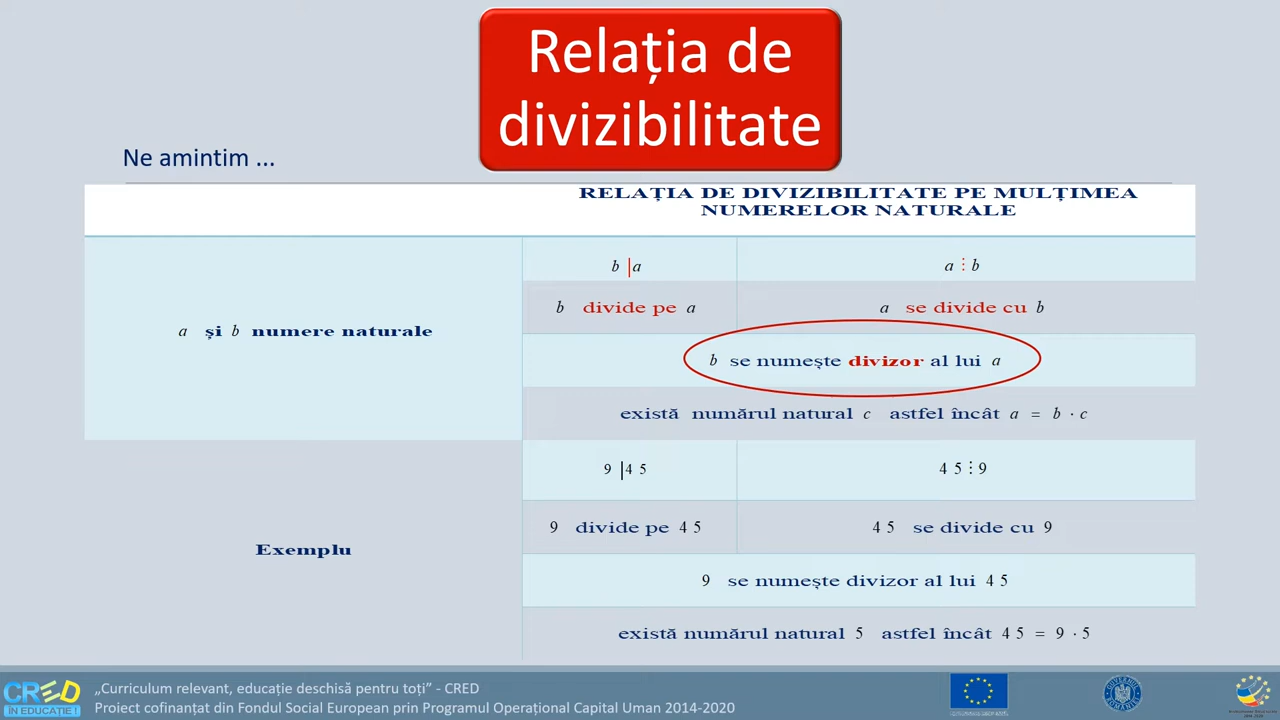 Relația de
divizibilitate
Ne amintim ...
RELAȚIA DE DIVIZIBILITATE PE MULȚIMEA
NUMERELOR NATURALE
a și b numere naturale
b | a
a ⋮ b
b divide pe a
a se divide cu b
b se numește divizor al lui a
există numărul natural c astfel încât a = b · c
Exemplu
9 | 45
45 ⋮ 9
9 divide pe 45
45 se divide cu 9
9 se numește divizor al lui 45
există numărul natural 5 astfel încât 45 = 9 · 5
CRED
ÎN EDUCAȚIE !
„Curriculum relevant, educație deschisă pentru toți” - CRED
Proiect cofinanțat din Fondul Social European prin Programul Operațional Capital Uman 2014-2020